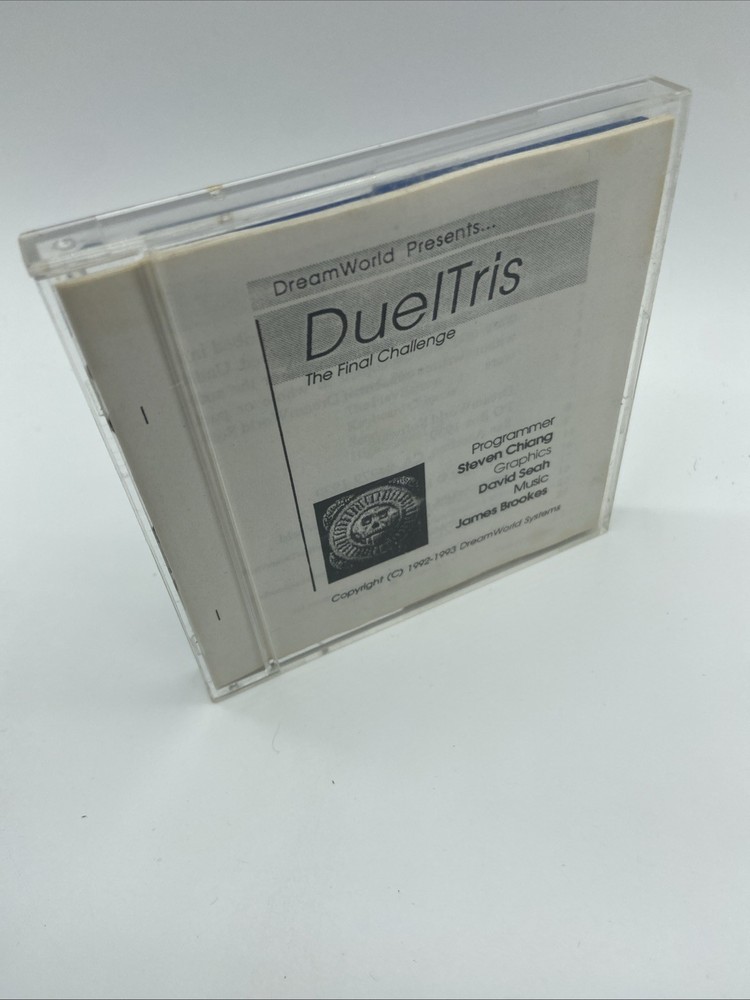 DreamWorld Presents...
DuelTris
The Final Challenge
Programmer
Steven Chiang
Graphics
David Seah
Music
James Brookes
Copyright (C) 1992-1993 DreamWorld Systems